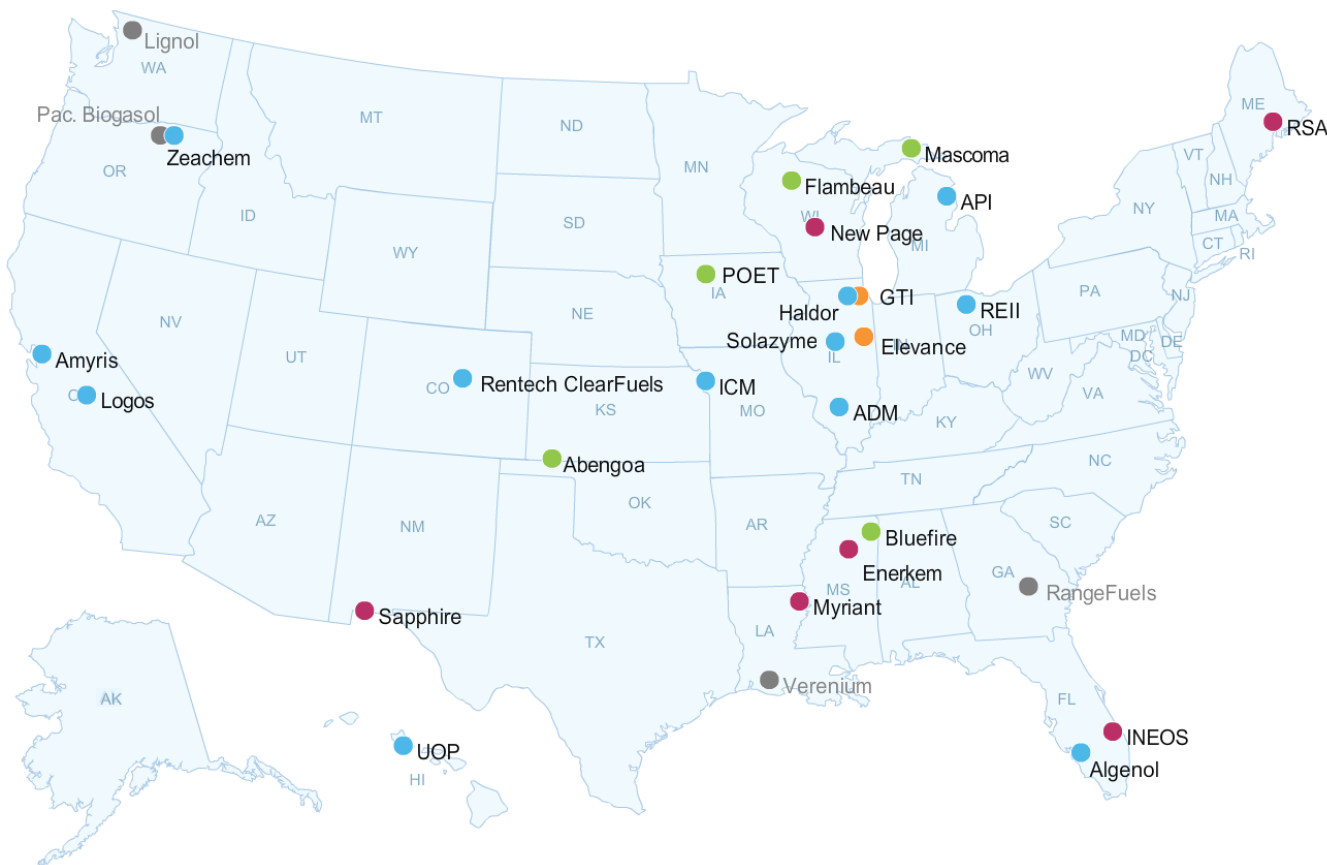 Lignol
WA
ME
RSA
Pac. Biogasol
MT
ND
Zeachem
MN
Mascoma
VT
OR
Flambeau
NH
API
ID
SD
WI
NY
MA
New Page
MI
CT
RI
WY
POET
IA
PA
NJ
NE
Haldor
GTI
REII
OH
NV
Solazyme
Elevance
IN
MD
DE
DC
UT
IL
Amyris
WV
CO
Rentech ClearFuels
ICM
VA
Logos
KS
MO
ADM
KY
NC
Abengoa
TN
OK
AZ
NM
AR
SC
Bluefire
Enerkem
GA
MS
AL
RangeFuels
Sapphire
Myriant
LA
TX
Verenium
AK
FL
INEOS
UOP
Algenol
HI